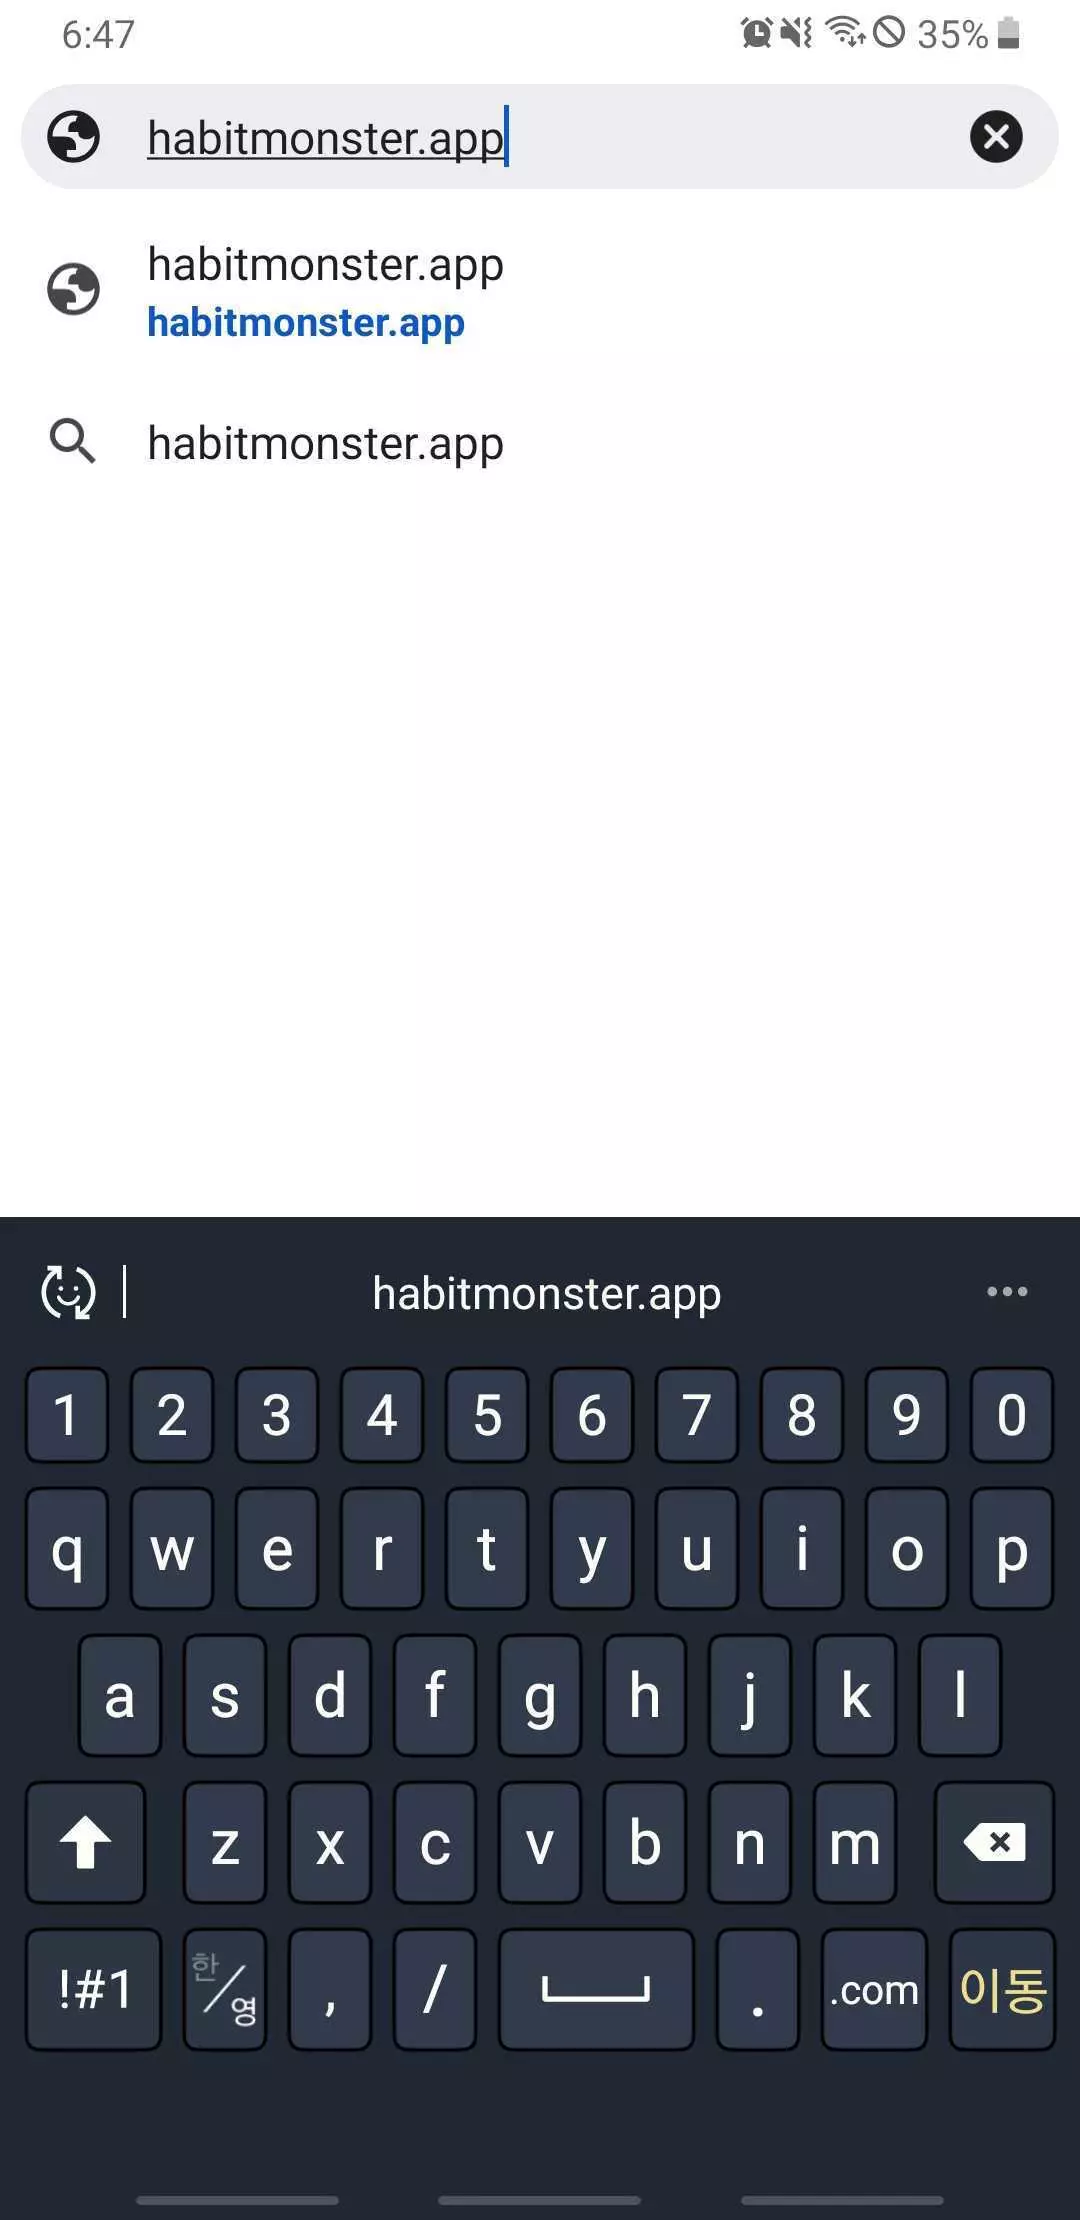 6:47 35%
habitmonster.app
habitmonster.app
habitmonster.app
habitmonster.app
habitmonster.app
1 2 3 4 5 6 7 8 9 0
q w e r t y u i o p
a s d f g h j k l
z x c v b n m
!#1 한/영 , / . .com 이동